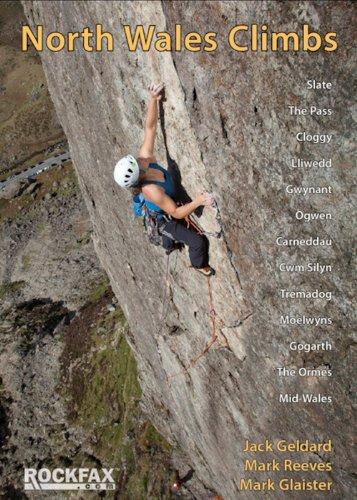 North Wales Climbs
Slate
The Pass
Cloggy
Lliwedd
Gwynant
Ogwen
Carneddau
Cwm Silyn
Tremadog
Moelwyns
Gogarth
The Ormes
Mid-Wales
Jack Geldard
Mark Reeves
Mark Glaister
ROCKFAX
.com